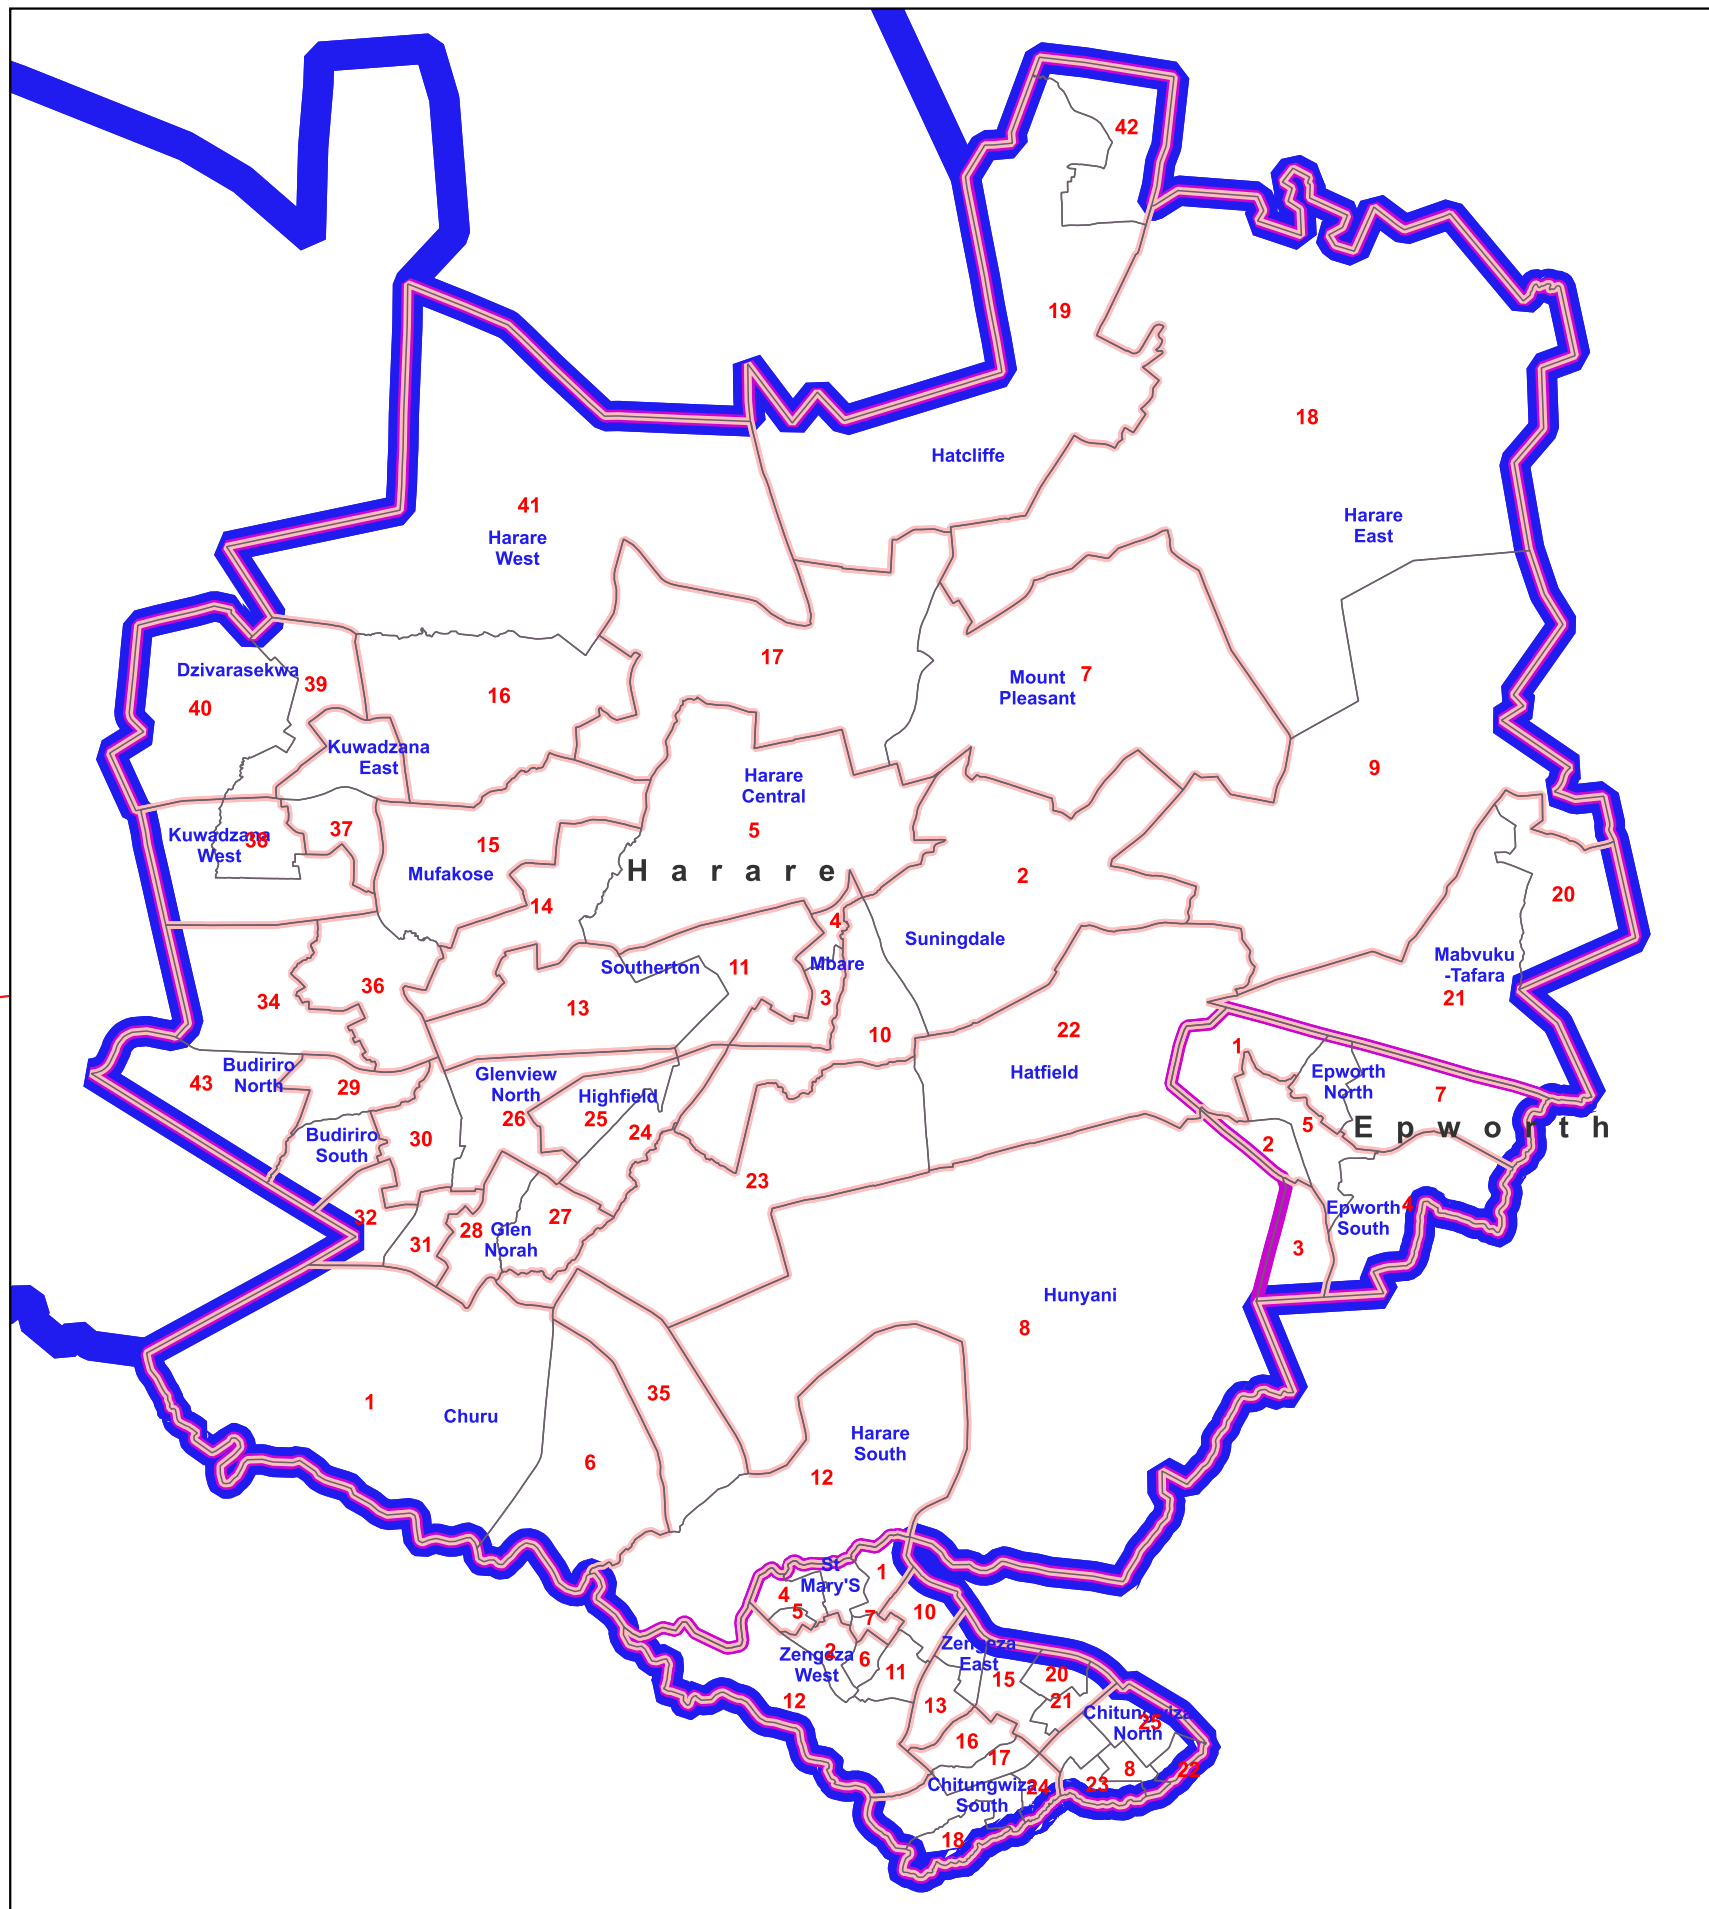 42
19
18
Hatcliffe
41
Harare
West
Harare
East
17
Dzivarasekwa
39
40
16
Mount
Pleasant
7
Kuwadzana
East
Harare
Central
9
5
Kuwadzana
West
38
37
15
Mufakose
Harare
2
14
20
4
Suningdale
Mbare
Southerton
11
Mabvuku
-Tafara
21
36
34
3
13
10
22
1
Hatfield
Budiriro
North
43
29
Glenview
North
26
Highfield
25
24
Epworth
North
7
5
Epworth
2
Budiriro
South
30
23
32
31
28
Glen
Norah
27
4
Epworth
South
3
Hunyani
8
1
Churu
35
6
Harare
South
12
St
Mary'S
1
4
5
7
10
2
Zengeza
West
6
11
12
Zengeza
East
15
20
21
13
Chitungwiza
North
25
16
17
8
22
23
24
Chitungwiza
South
18